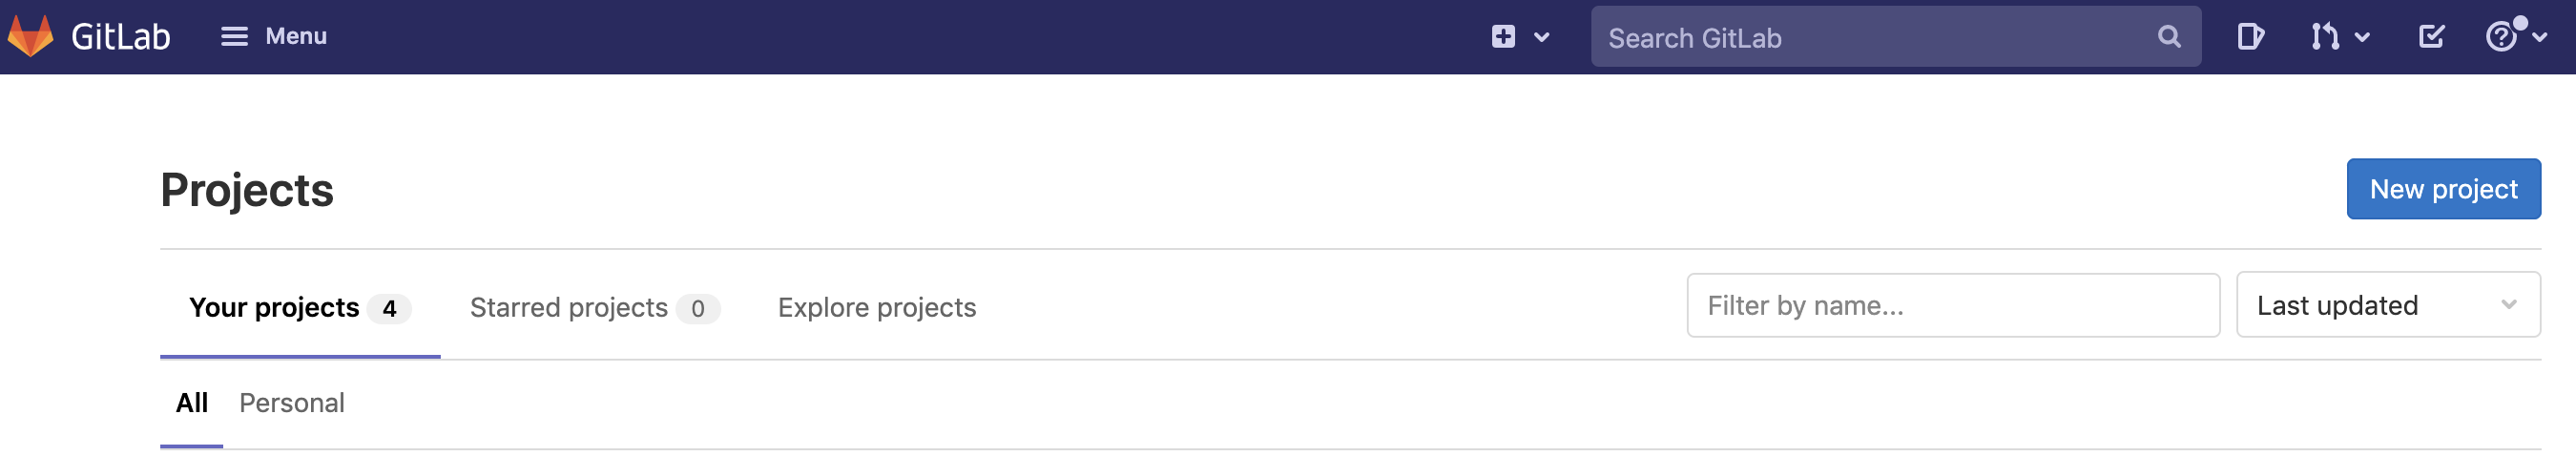 GitLab Menu Search GitLab
Projects New project
Your projects 4 Starred projects 0 Explore projects Filter by name... Last updated
All Personal